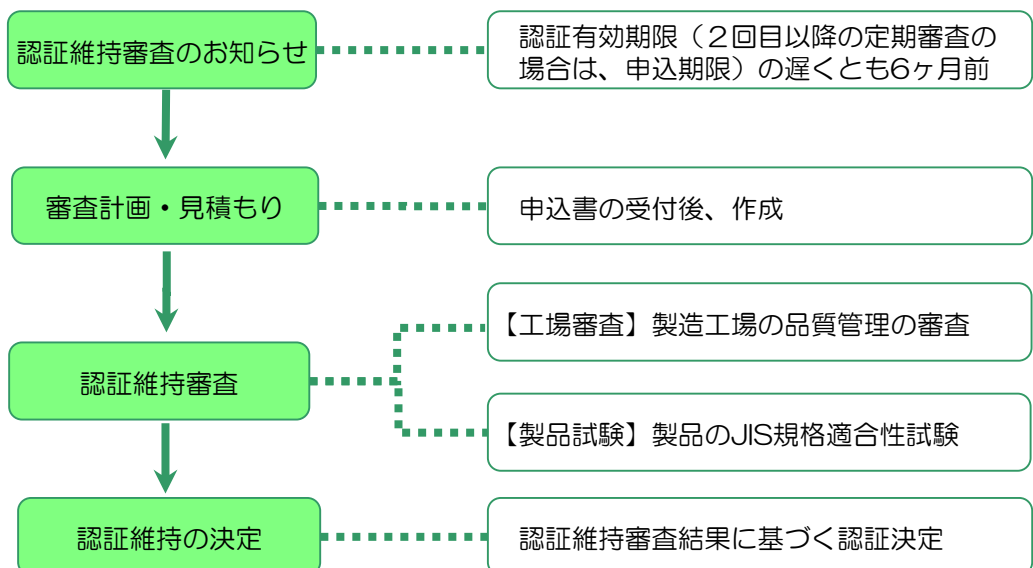 認証維持審査のお知らせ
認証有効期限（２回目以降の定期審査の
場合は、申込期限）の遅くとも6ヶ月前
審査計画・見積もり
申込書の受付後、作成
【工場審査】製造工場の品質管理の審査
認証維持審査
【製品試験】製品のJIS規格適合性試験
認証維持の決定
認証維持審査結果に基づく認証決定